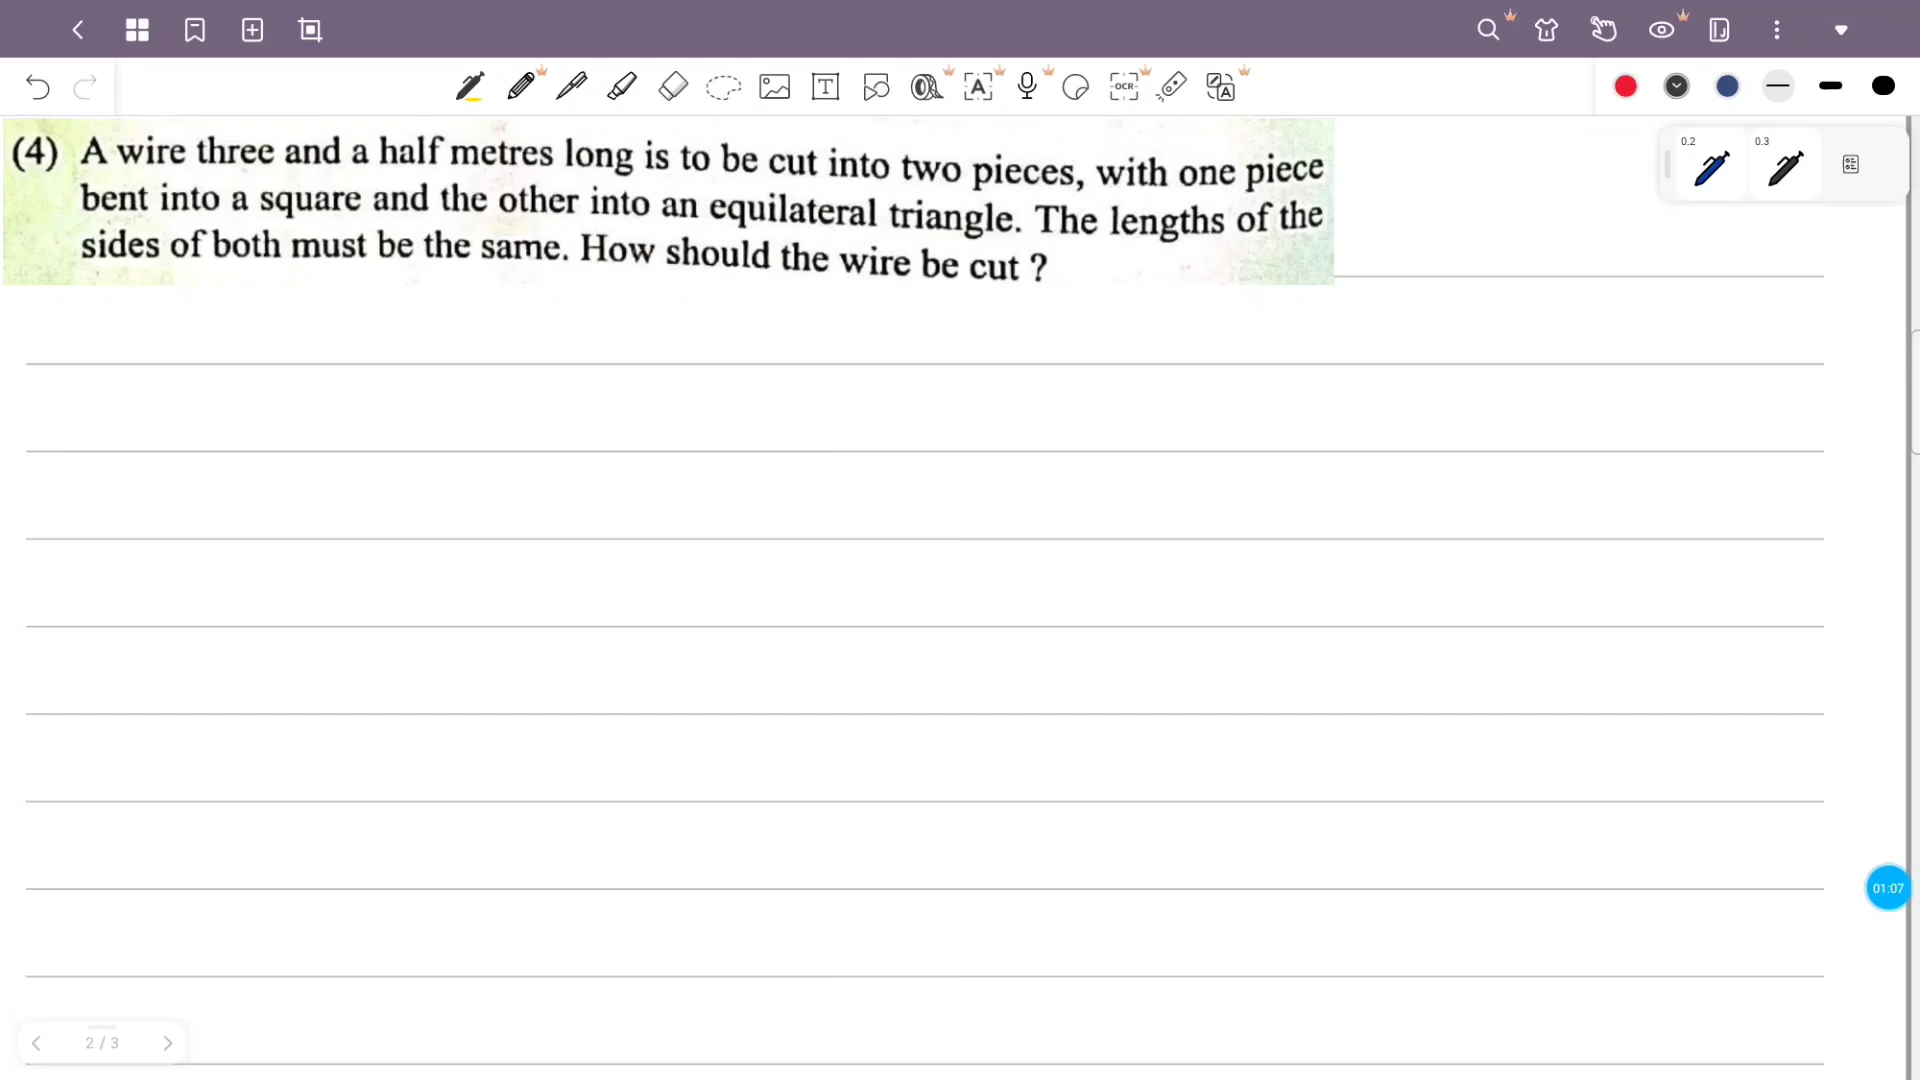 0.2
0.3
OCR
(4) A wire three and a half metres long is to be cut into two pieces, with one piece
bent into a square and the other into an equilateral triangle. The lengths of the
sides of both must be the same. How should the wire be cut ?
01:07
2 / 3